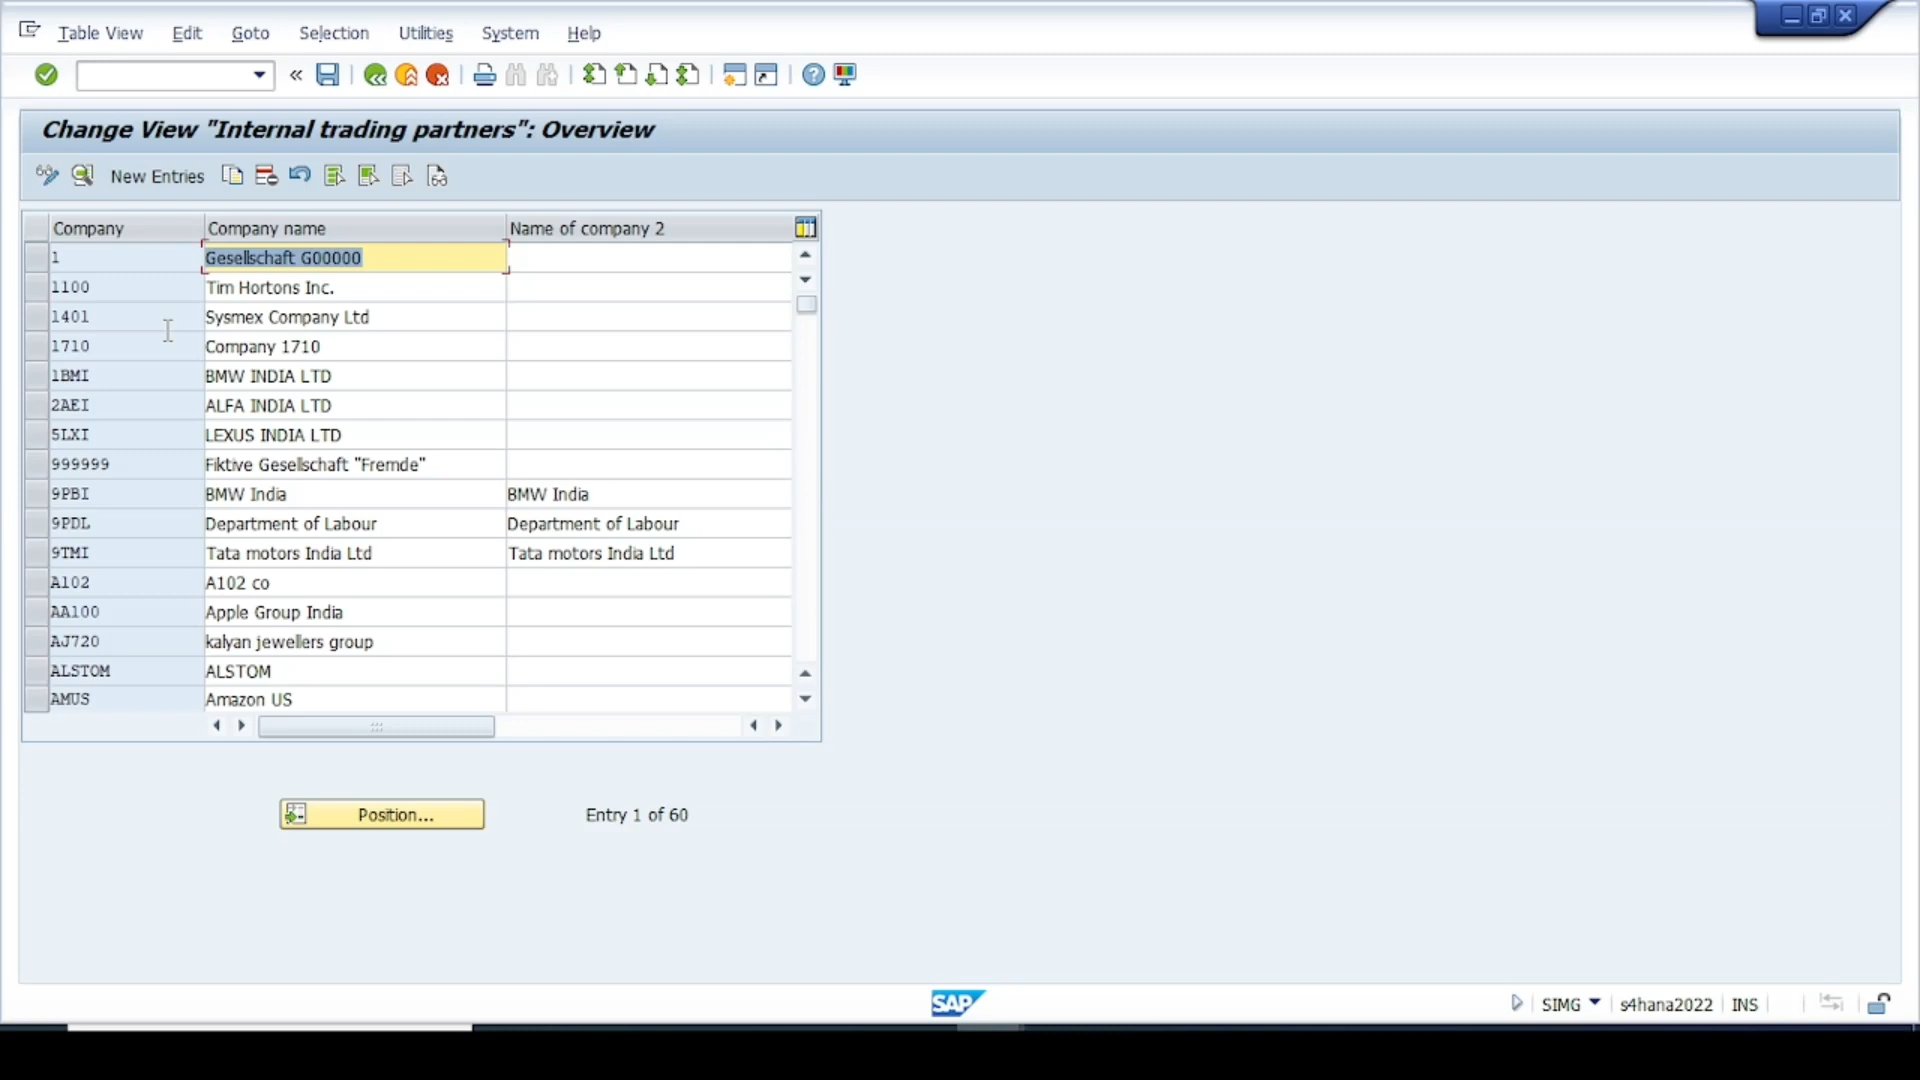 Table View Edit Goto Selection Utilities System Help
Change View "Internal trading partners": Overview
New Entries
Company Company name Name of company 2
1 Gesellschaft G00000
1100 Tim Hortons Inc.
1401 Sysmex Company Ltd
1710 Company 1710
1BMI BMW INDIA LTD
2AEI ALFA INDIA LTD
5LXI LEXUS INDIA LTD
999999 Fiktive Gesellschaft "Fremde"
9PBI BMW India BMW India
9PDL Department of Labour Department of Labour
9TMI Tata motors India Ltd Tata motors India Ltd
A102 A102 co
AA100 Apple Group India
AJ720 kalyan jewellers group
ALSTOM ALSTOM
AMUS Amazon US
Position... Entry 1 of 60
SAP SIMG s4hana2022 INS